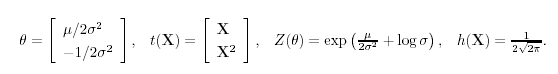 θ = [ μ/2σ² −1/2σ² ], t(X) = [ X X² ], Z(θ) = exp(μ/2σ² + log σ), h(X) = 1/2√2π.